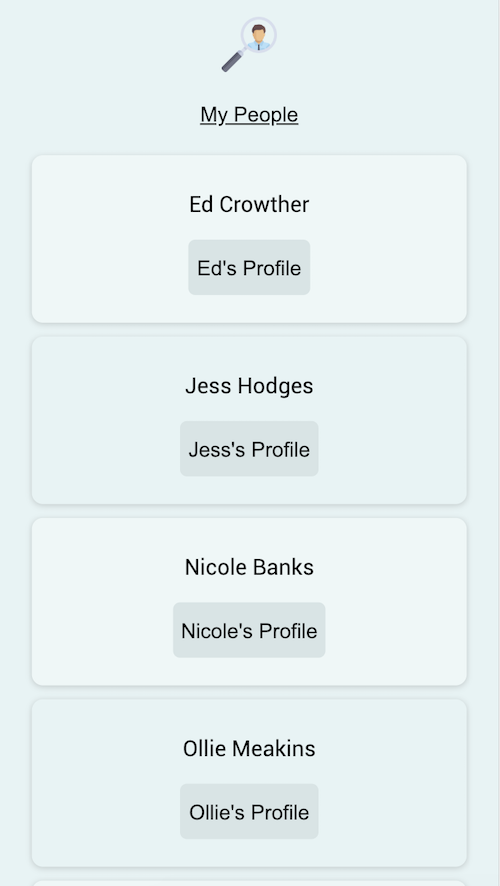 My People
Ed Crowther
Ed's Profile
Jess Hodges
Jess's Profile
Nicole Banks
Nicole's Profile
Ollie Meakins
Ollie's Profile